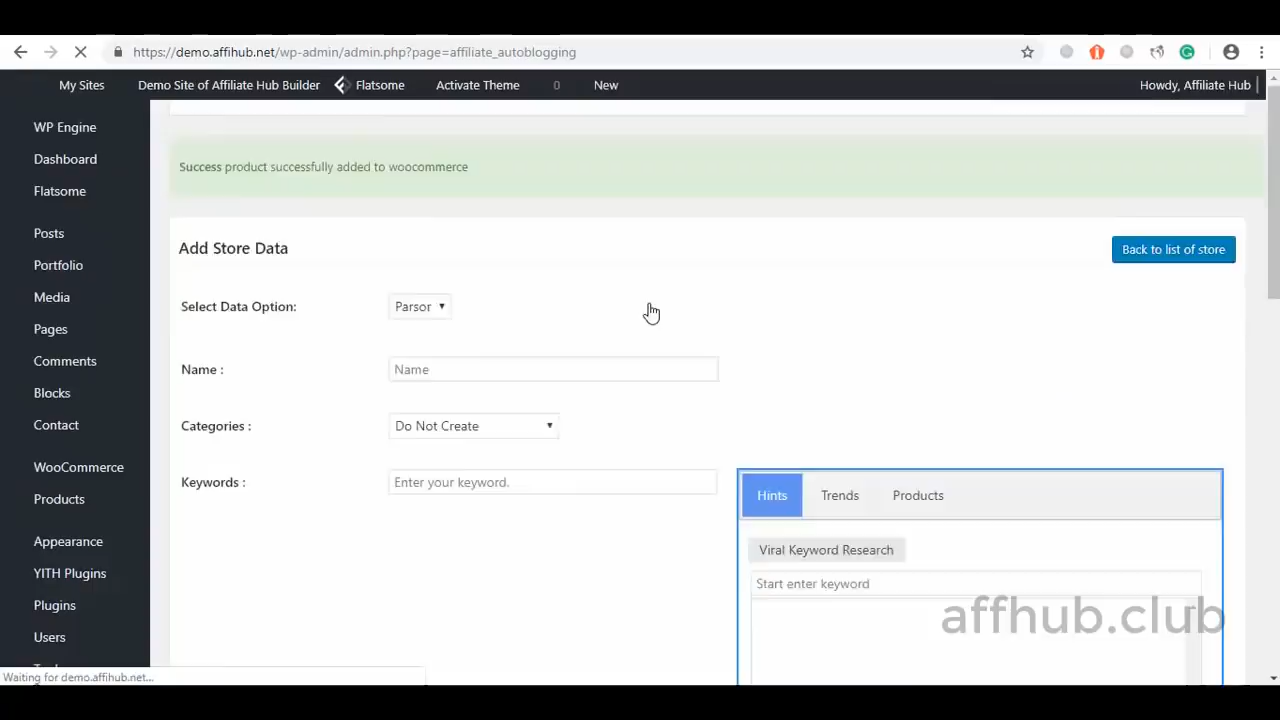 https://demo.affihub.net/wp-admin/admin.php?page=affiliate_autoblogging
My Sites Demo Site of Affiliate Hub Builder Flatsome Activate Theme 0 New Howdy, Affiliate Hub
WP Engine
Dashboard
Flatsome
Posts
Portfolio
Media
Pages
Comments
Blocks
Contact
WooCommerce
Products
Appearance
YITH Plugins
Plugins
Users
Success product successfully added to woocommerce
Add Store Data
Back to list of store
Select Data Option: Parsor
Name : Name
Categories : Do Not Create
Keywords : Enter your keyword.
Hints Trends Products
Viral Keyword Research
Start enter keyword
affhub.club
Waiting for demo.affihub.net...